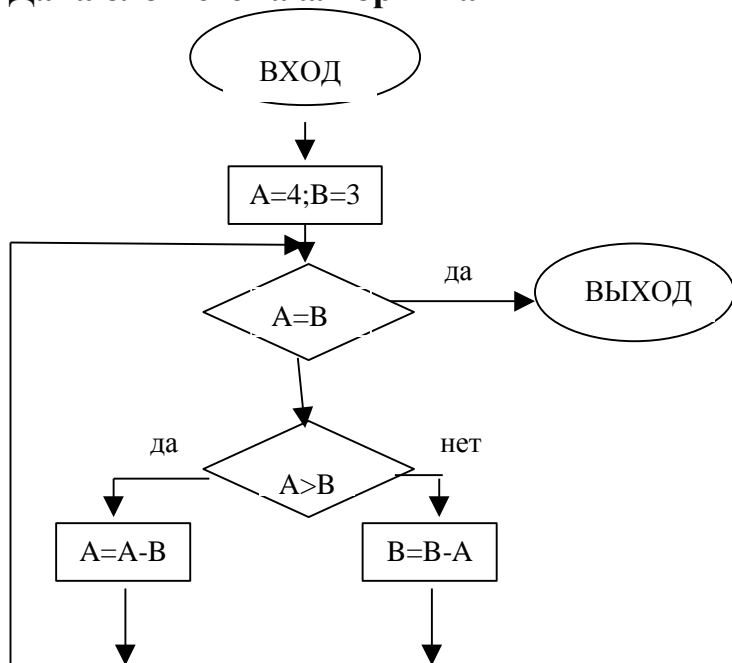 ВХОД
A=4;B=3
да
A=B
ВЫХОД
да
нет
A>B
A=A-B
B=B-A